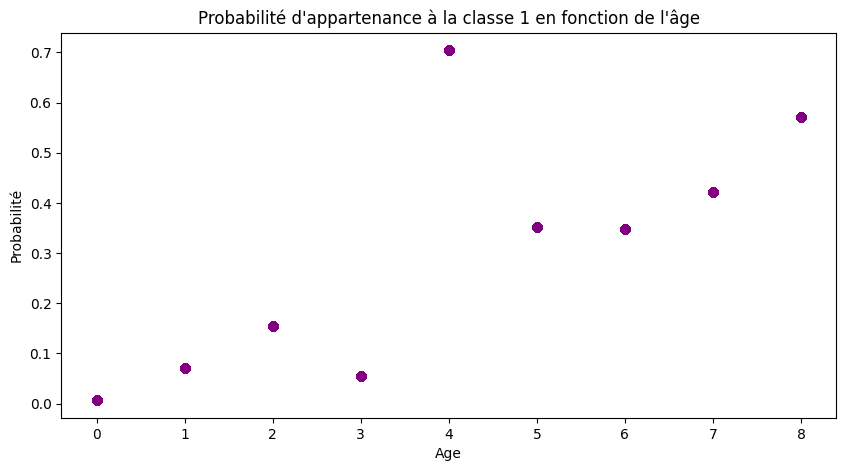 Probabilité d'appartenance à la classe 1 en fonction de l'âge
0.7
0.6
0.5
0.4
0.3
0.2
0.1
0.0
Probabilité
0 1 2 3 4 5 6 7 8
Age